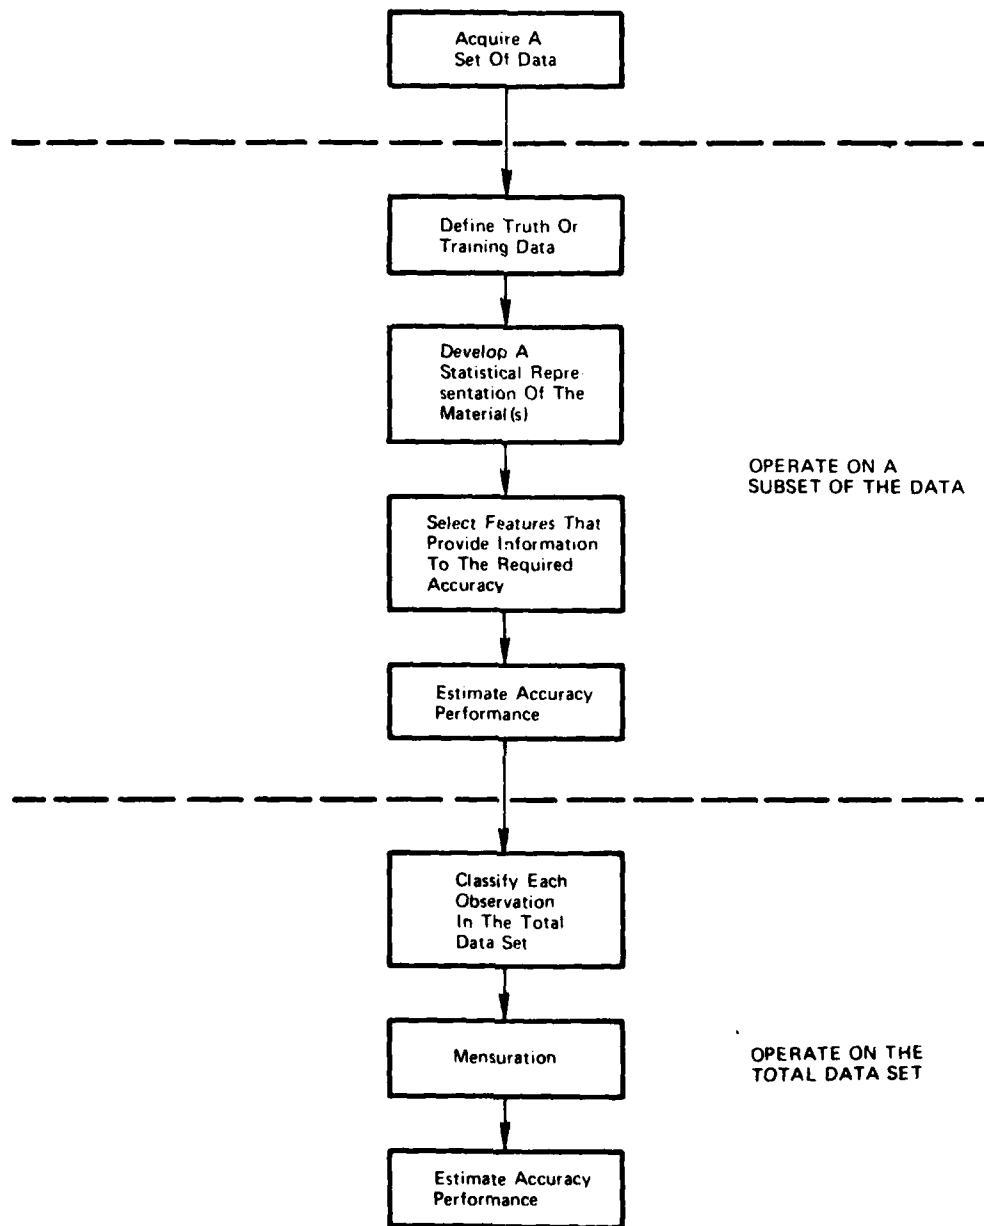 Acquire A
Set Of Data
Define Truth Or
Training Data
Develop A
Statistical Repre-
sentation Of The
Material(s)
OPERATE ON A
SUBSET OF THE DATA
Select Features That
Provide Information
To The Required
Accuracy
Estimate Accuracy
Performance
Classify Each
Observation
In The Total
Data Set
Mensuration
OPERATE ON THE
TOTAL DATA SET
Estimate Accuracy
Performance